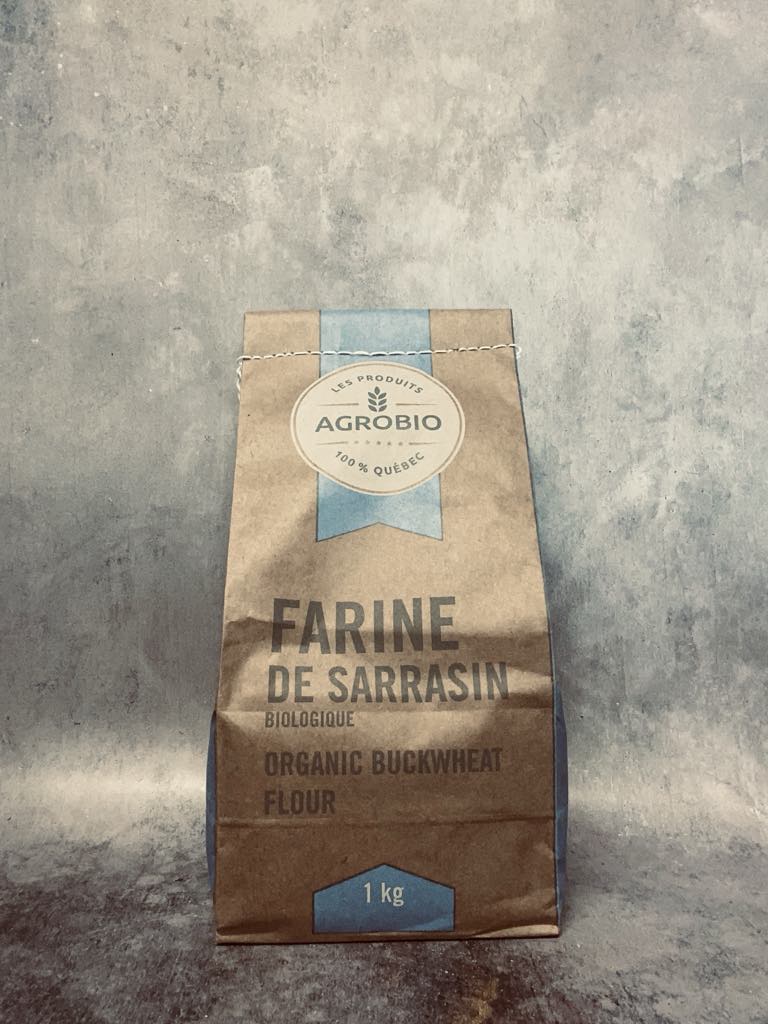 LES PRODUITS
AGROBIO
100 % QUÉBEC
FARINE
DE SARRASIN
BIOLOGIQUE
ORGANIC BUCKWHEAT
FLOUR
1 kg